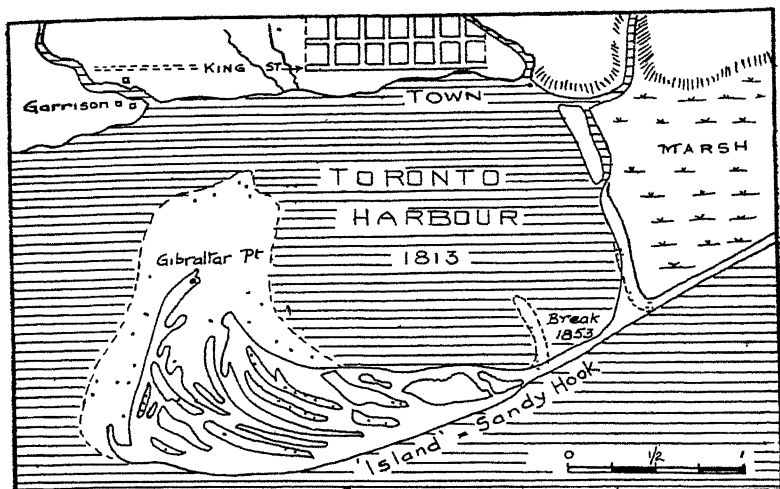 KING ST.
Garrison
TOWN
MARSH
TORONTO
HARBOUR
1813
Gibraltar Pt
Break
1853
'Island' = Sandy Hook
0 1/2 1